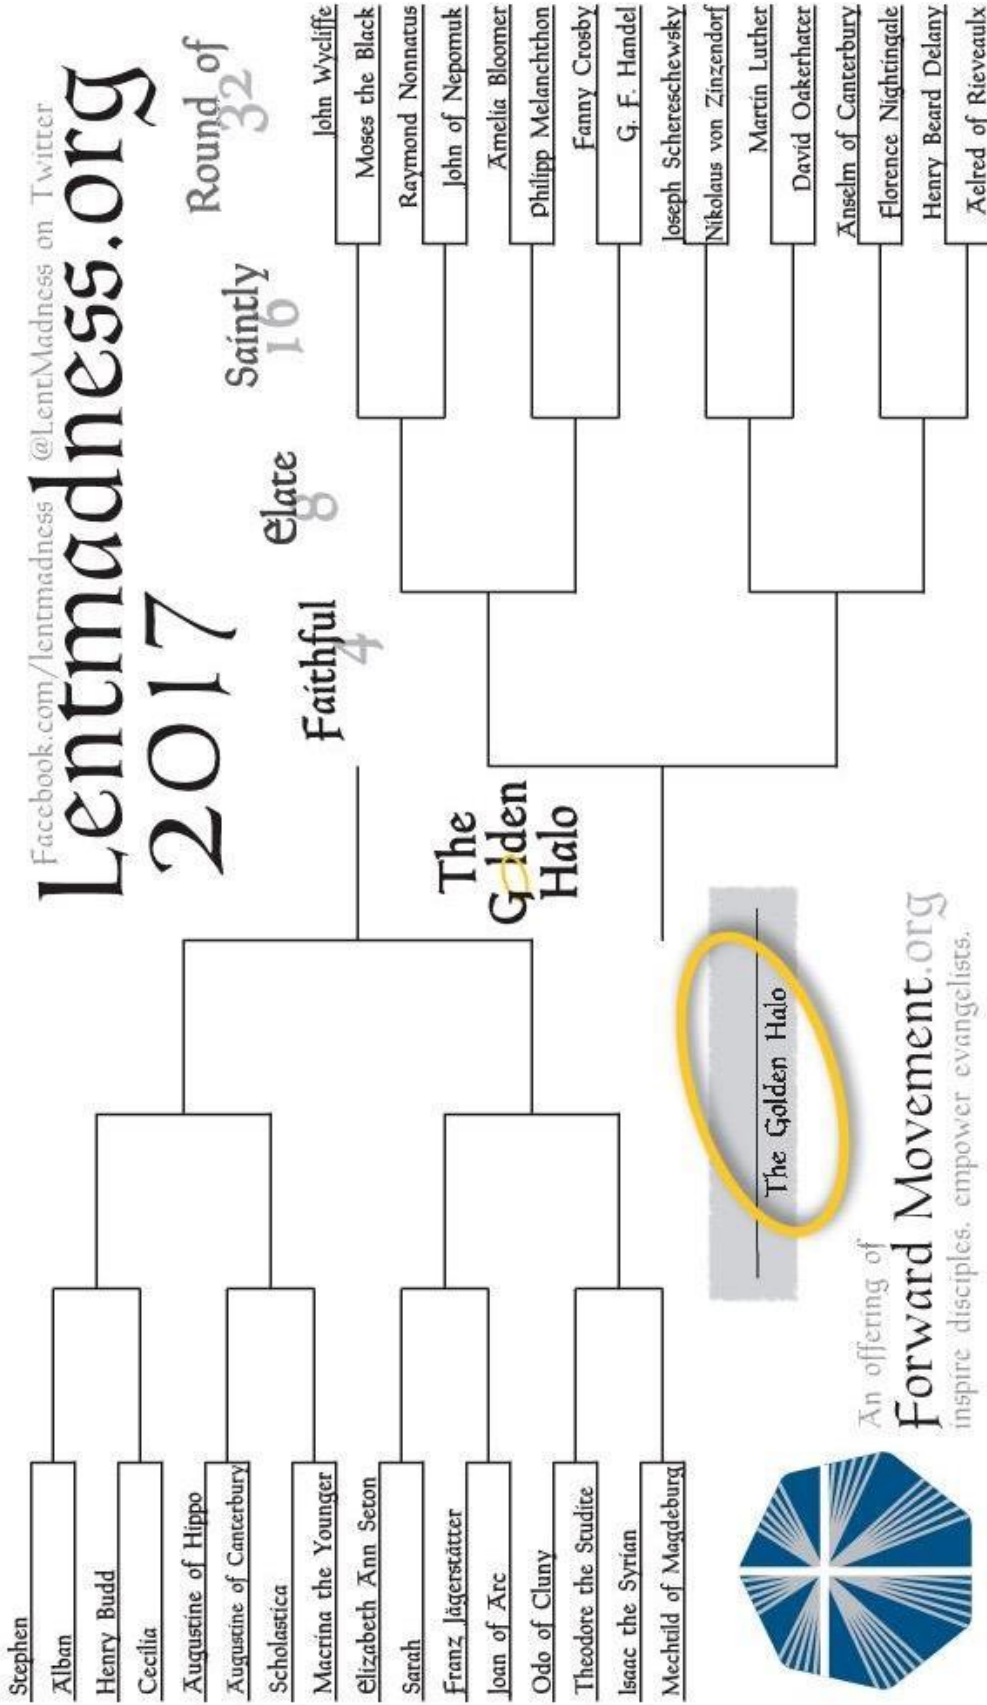 Facebook.com/lentmadness @LentMadness on Twitter
Lentmadness.org
2017
Round of
32
Saintly
16
Elate
8
Faithful
4
The
Golden
Halo
Stephen
Alban
Henry Budd
Cecilia
Augustine of Hippo
Augustine of Canterbury
Scholastica
Macrina the Younger
Elizabeth Ann Seton
Sarah
Franz Jägerstätter
Joan of Arc
Odo of Cluny
Theodore the Studite
Isaac the Syrian
Mechtild of Magdeburg
John Wycliffe
Moses the Black
Raymond Nonnatus
John of Nepomuk
Amelia Bloomer
Philipp Melanchthon
Fanny Crosby
G. F. Handel
Joseph Schereschewsky
Nikolaus von Zinzendorf
Martin Luther
David Oakerhater
Anselm of Canterbury
Florence Nightingale
Henry Beard Delany
Aelred of Rieveaulx
The Golden Halo
An offering of
Forward Movement.org
inspire disciples. empower evangelists.